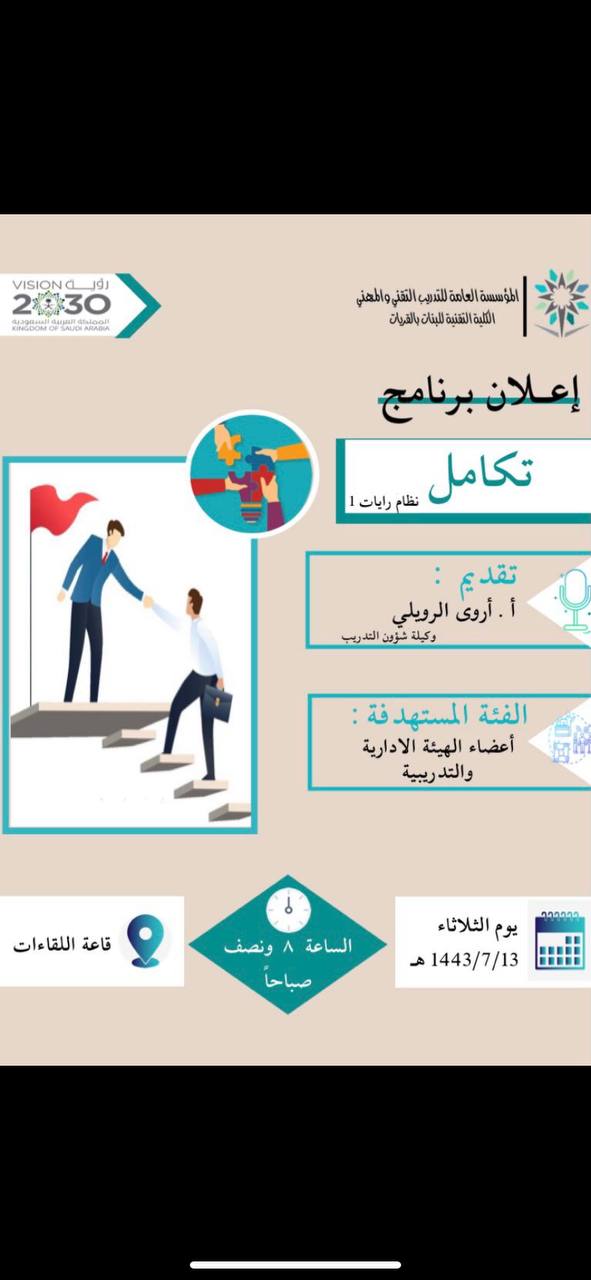 رؤيــة VISION
2030
المملكة العربية السعودية
KINGDOM OF SAUDI ARABIA
المؤسسة العامة للتدريب التقني والمهني
الكلية التقنية للبنات بالقريات
إعـلان برنامج
تكامل
نظام رايات 1
تقديم :
أ . أروى الرويلي
وكيلة شؤون التدريب
الفئة المستهدفة :
أعضاء الهيئة الادارية
والتدريبية
يوم الثلاثاء
1443/7/13 هـ
الساعة ٨ ونصف
صباحاً
قاعة اللقاءات